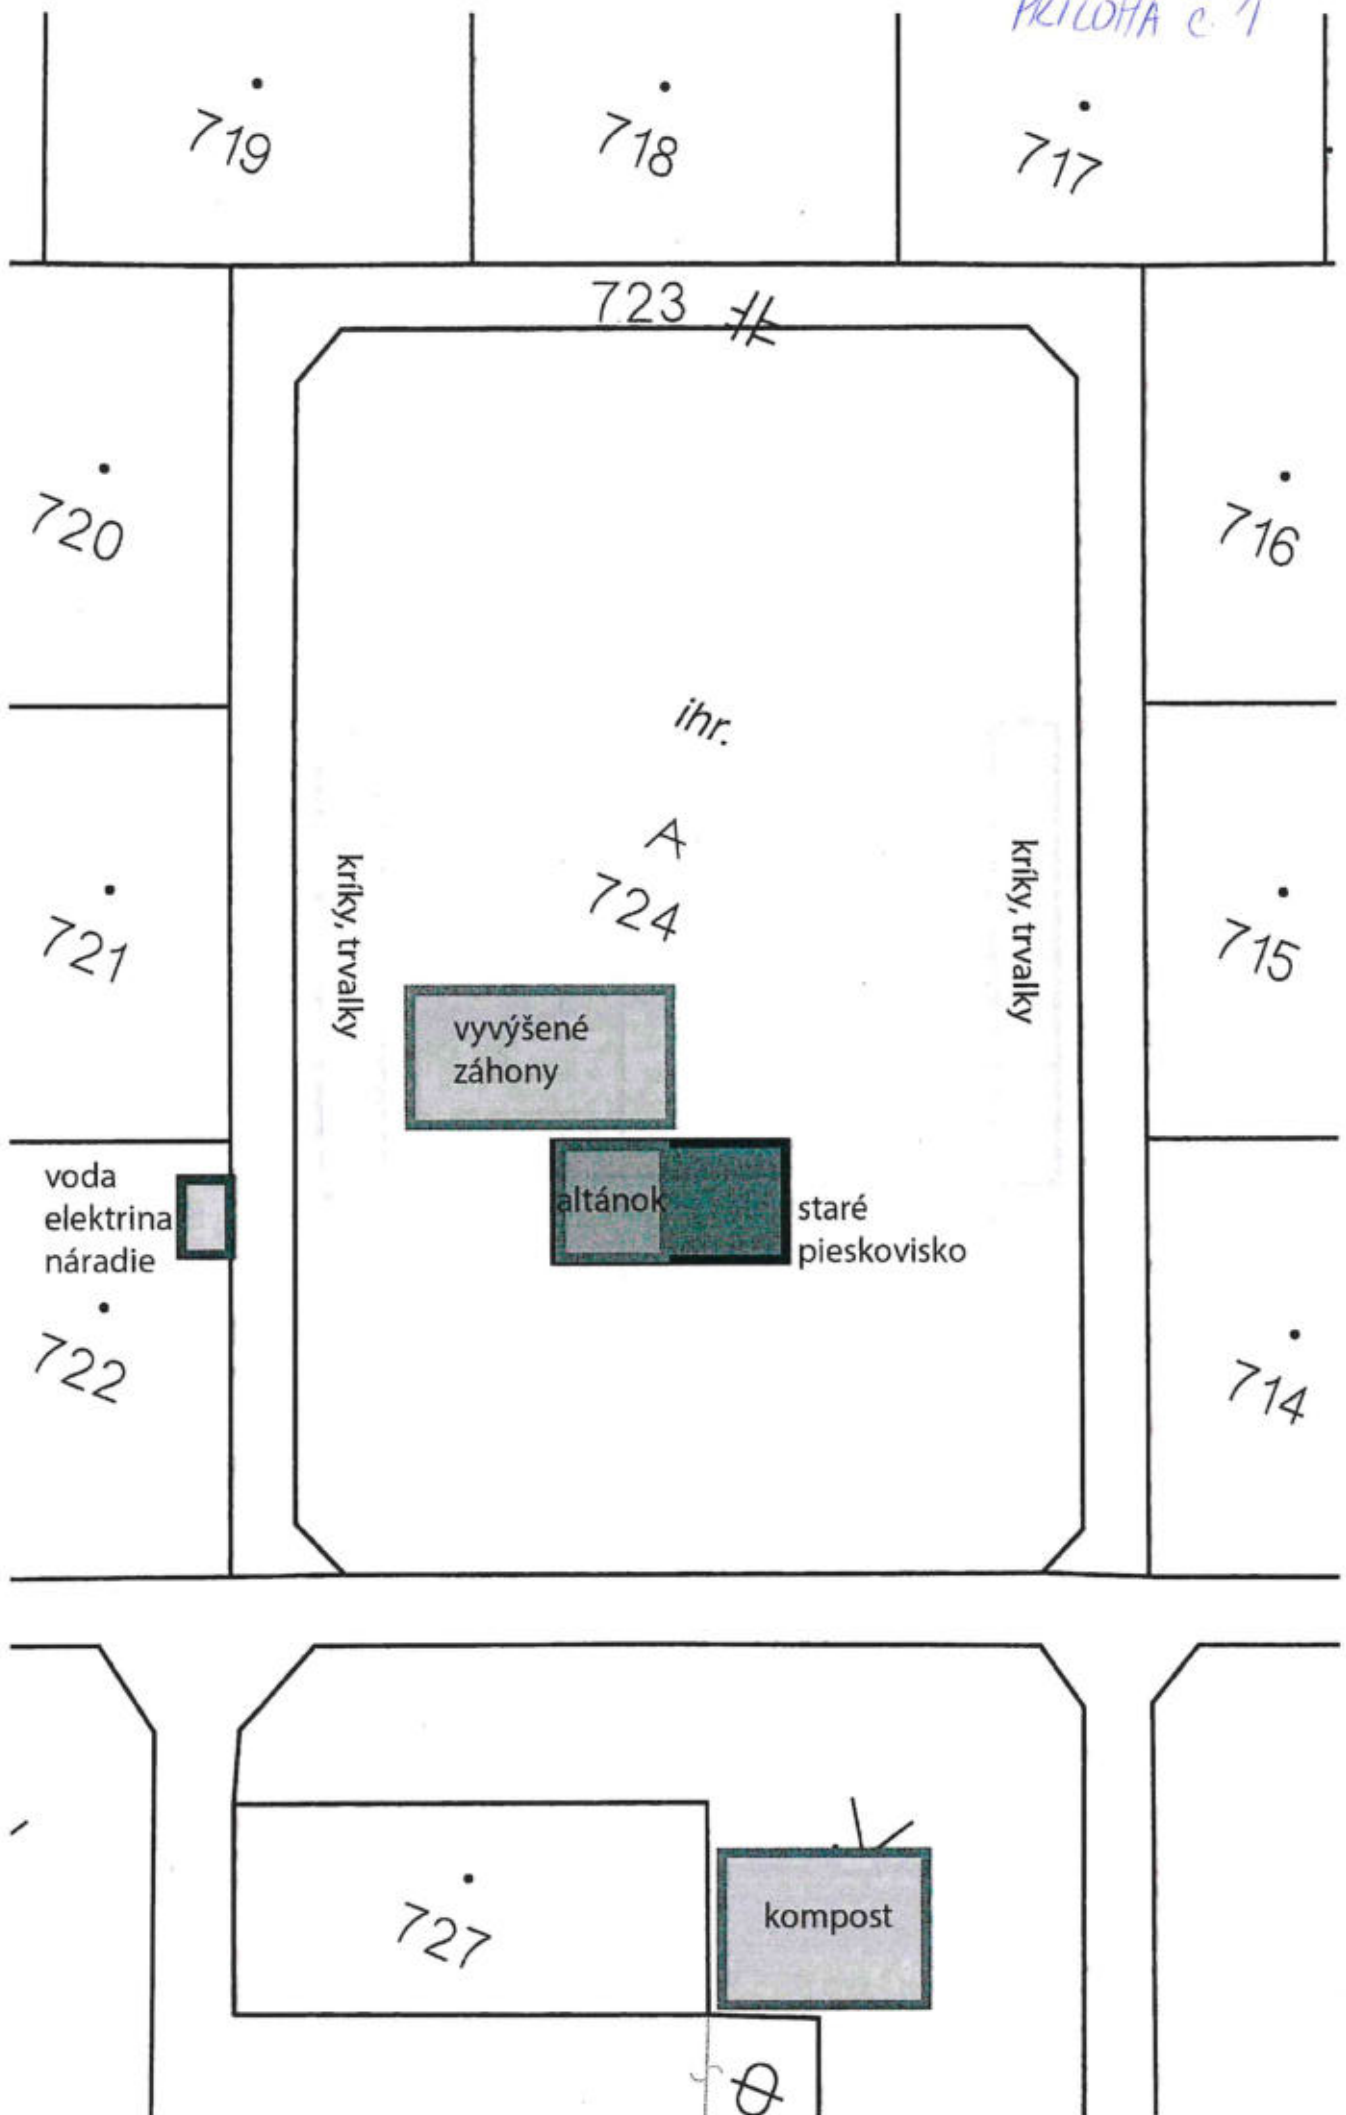 PRÍLOHA č. 1
719
718
717
723
720
716
ihr.
A
724
kríky, trvalky
kríky, trvalky
721
715
vyvýšené
záhony
voda
elektrina
náradie
altánok
staré
pieskovisko
722
714
727
kompost